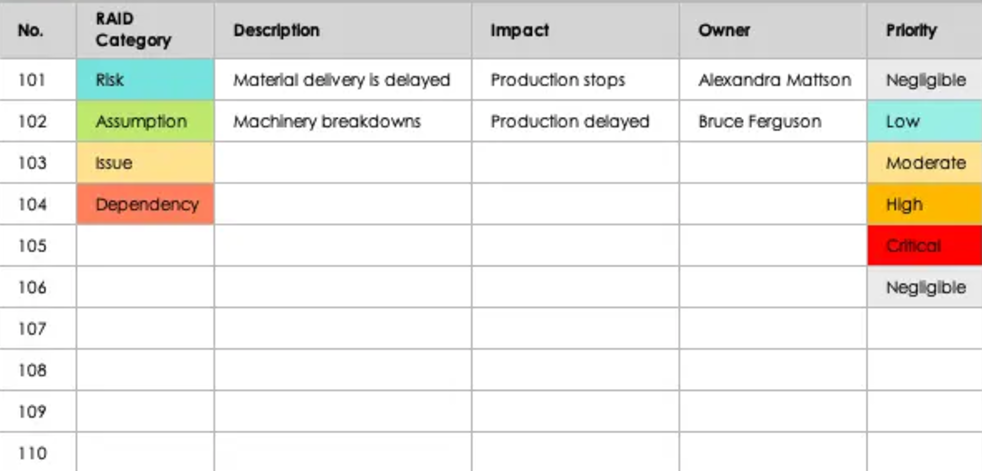 No. RAID Category Description Impact Owner Priority
101 Risk Material delivery is delayed Production stops Alexandra Mattson Negligible
102 Assumption Machinery breakdowns Production delayed Bruce Ferguson Low
103 Issue Moderate
104 Dependency High
105 Critical
106 Negligible
107
108
109
110